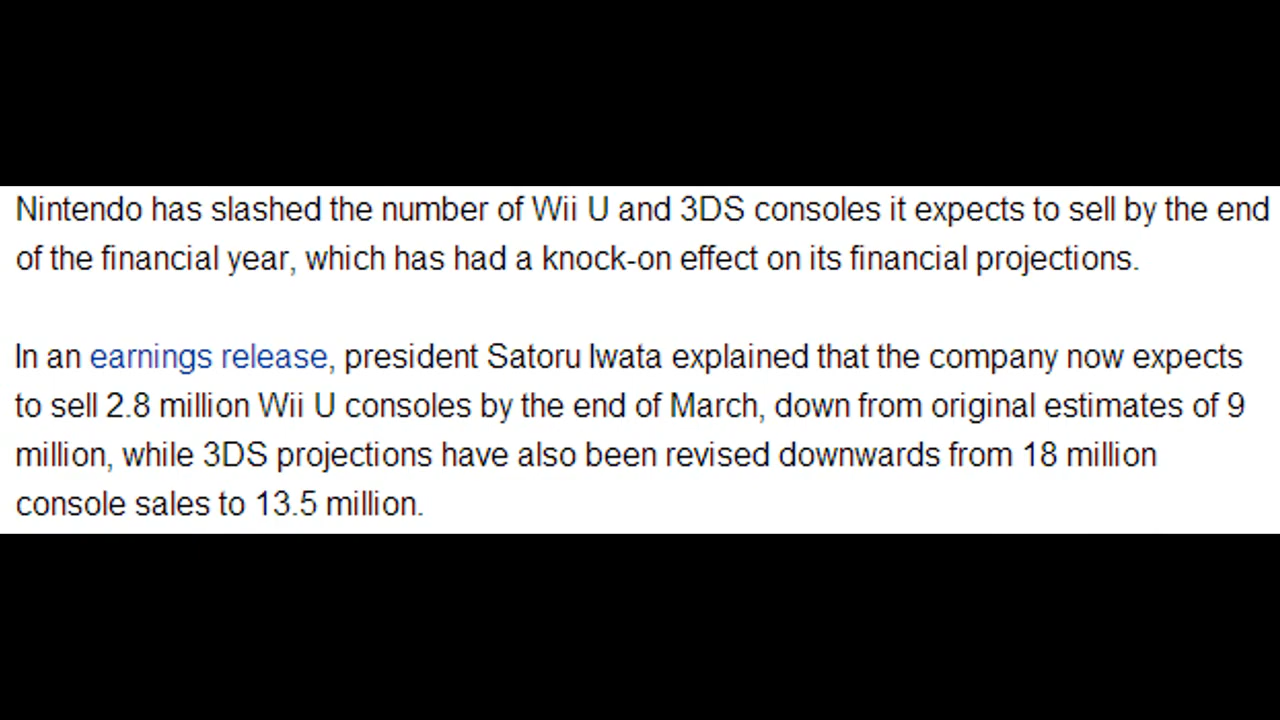 Nintendo has slashed the number of Wii U and 3DS consoles it expects to sell by the end
of the financial year, which has had a knock-on effect on its financial projections.
In an earnings release, president Satoru Iwata explained that the company now expects
to sell 2.8 million Wii U consoles by the end of March, down from original estimates of 9
million, while 3DS projections have also been revised downwards from 18 million
console sales to 13.5 million.